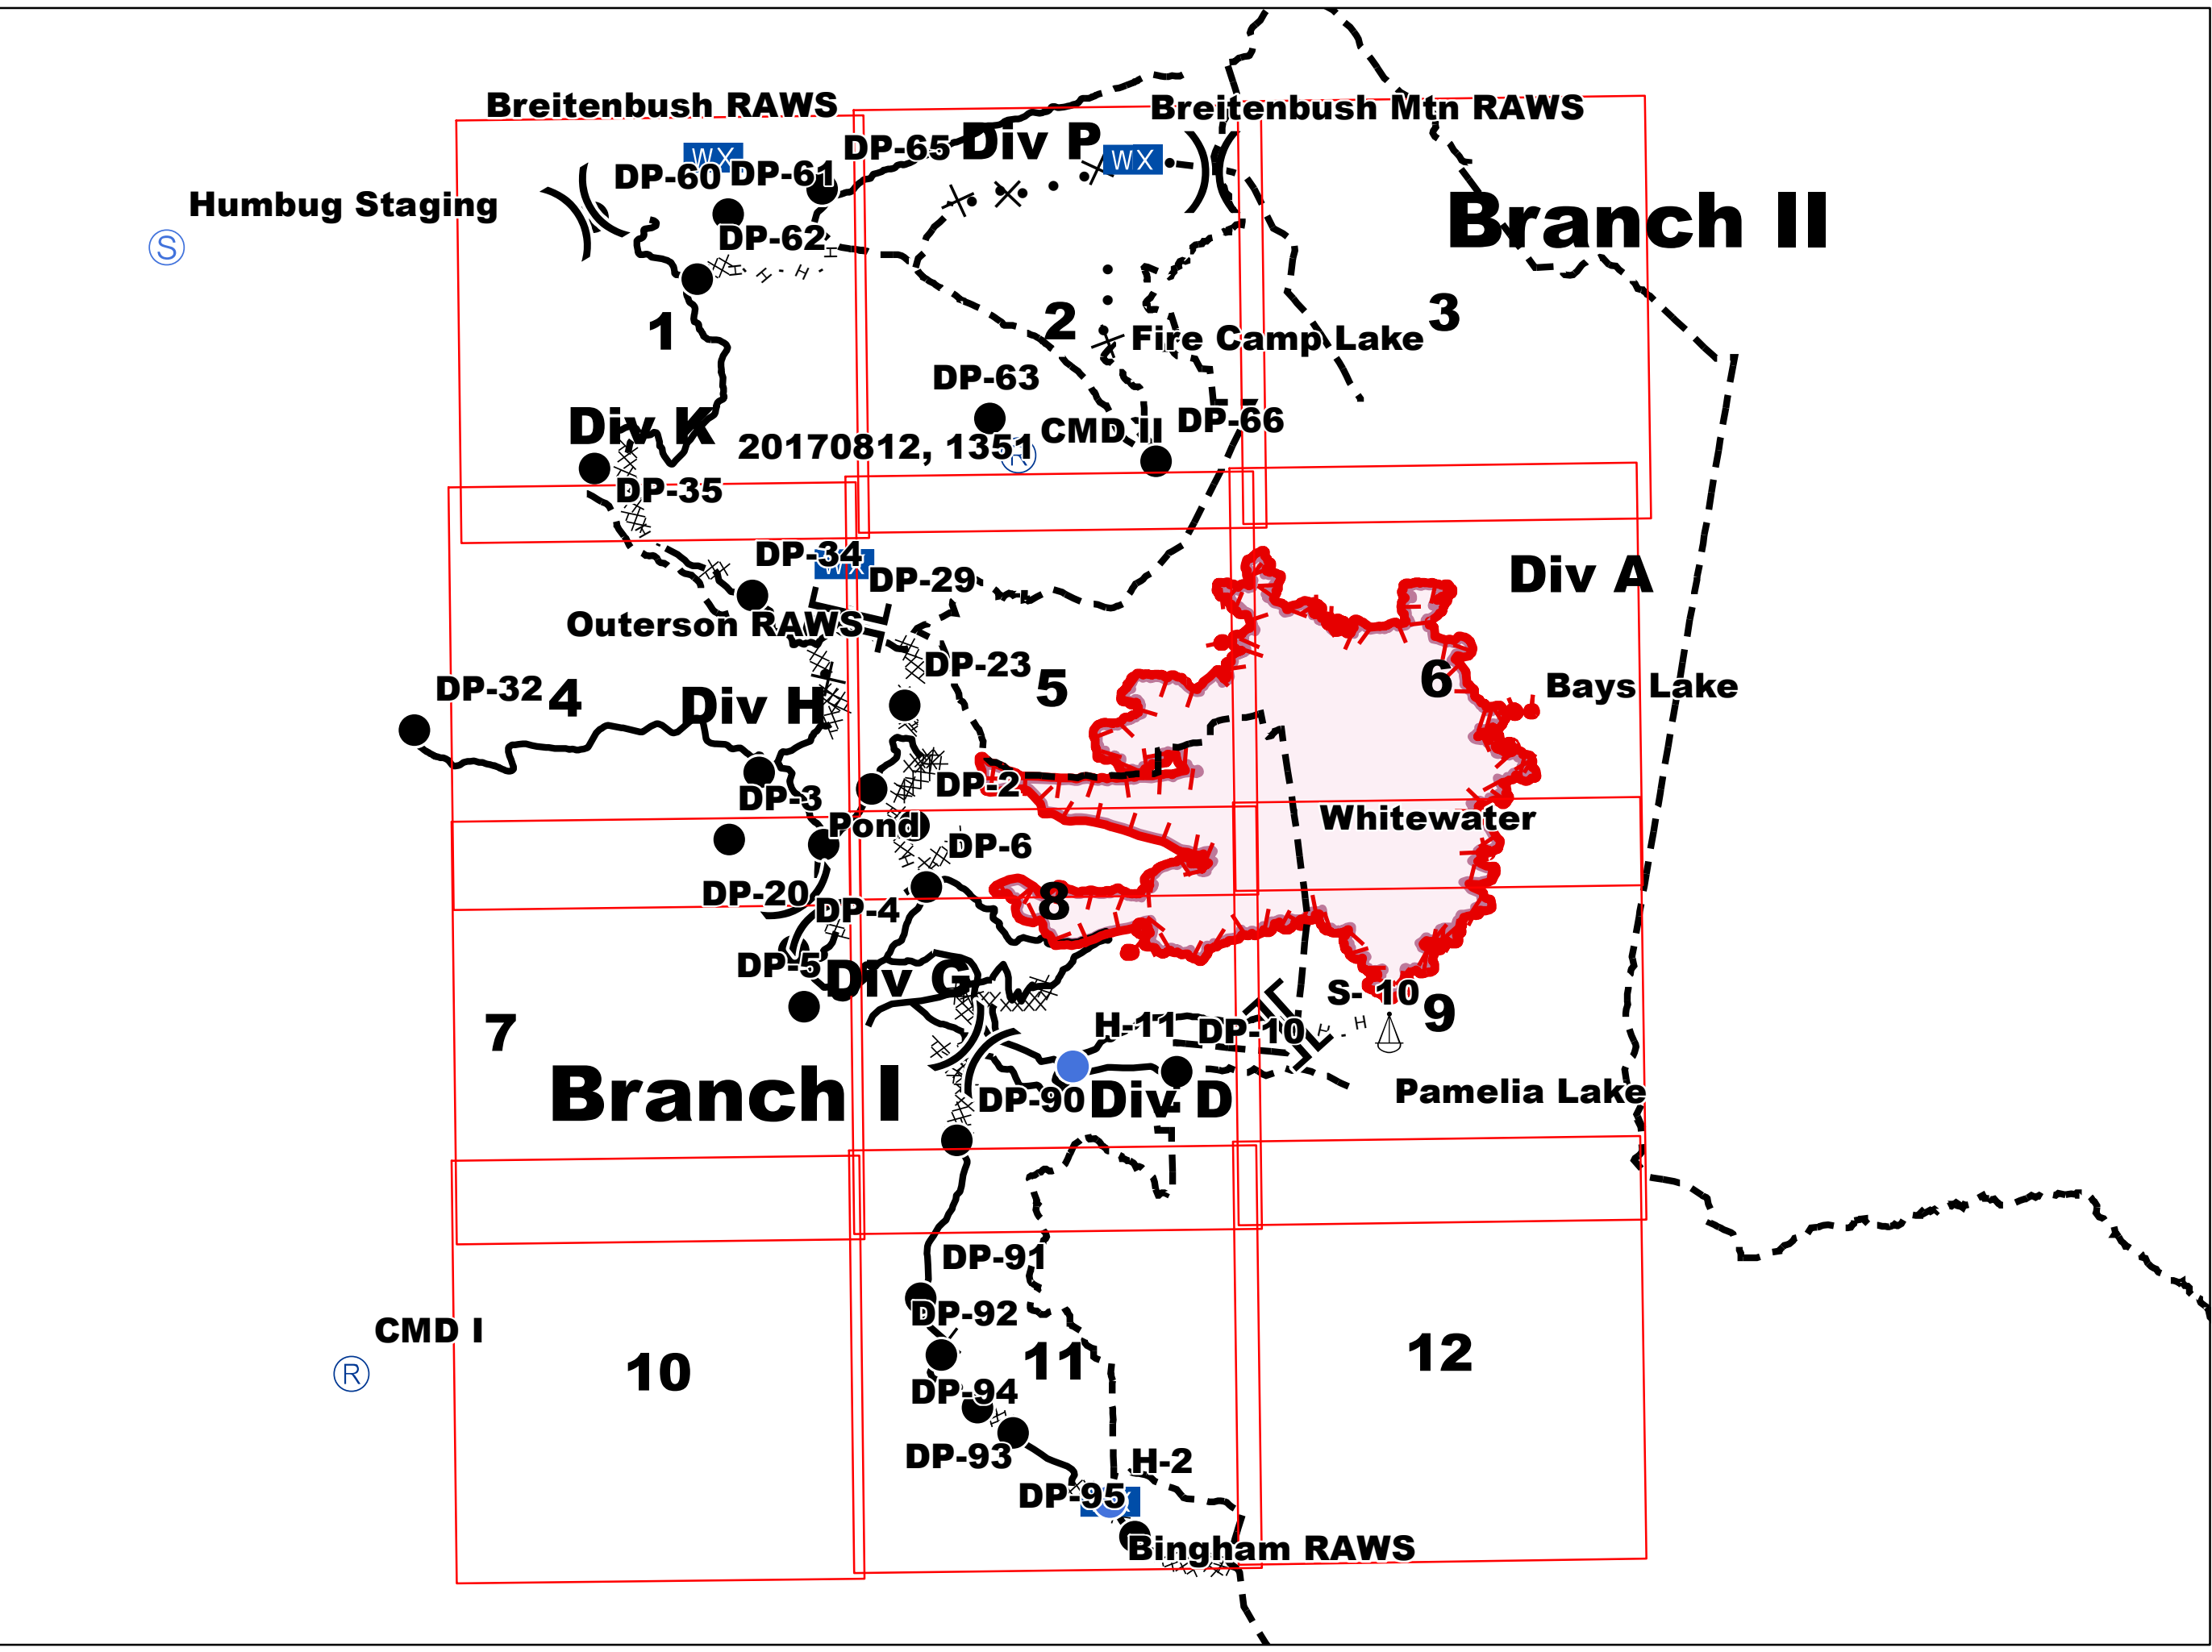 Breitenbush RAWS
Breitenbush Mtn RAWS
DP-65
Div P
WX
WX
DP-60
DP-61
Humbug Staging
S
Branch II
DP-62
1
2
3
Fire Camp Lake
DP-63
Div K
CMD II
DP-66
20170812, 1351
R
DP-35
DP-34
WX
DP-29
Div A
Outerson RAWS
DP-23
DP-32
4
Div H
5
6
Bays Lake
DP-2
DP-3
Pond
Whitewater
DP-6
DP-20
DP-4
8
DP-5
Div G
S- 10
9
7
H-11
DP-10
H
H
Branch I
DP-90
Div D
Pamelia Lake
DP-91
DP-92
CMD I
R
10
11
12
DP-94
DP-93
H-2
DP-95
Bingham RAWS